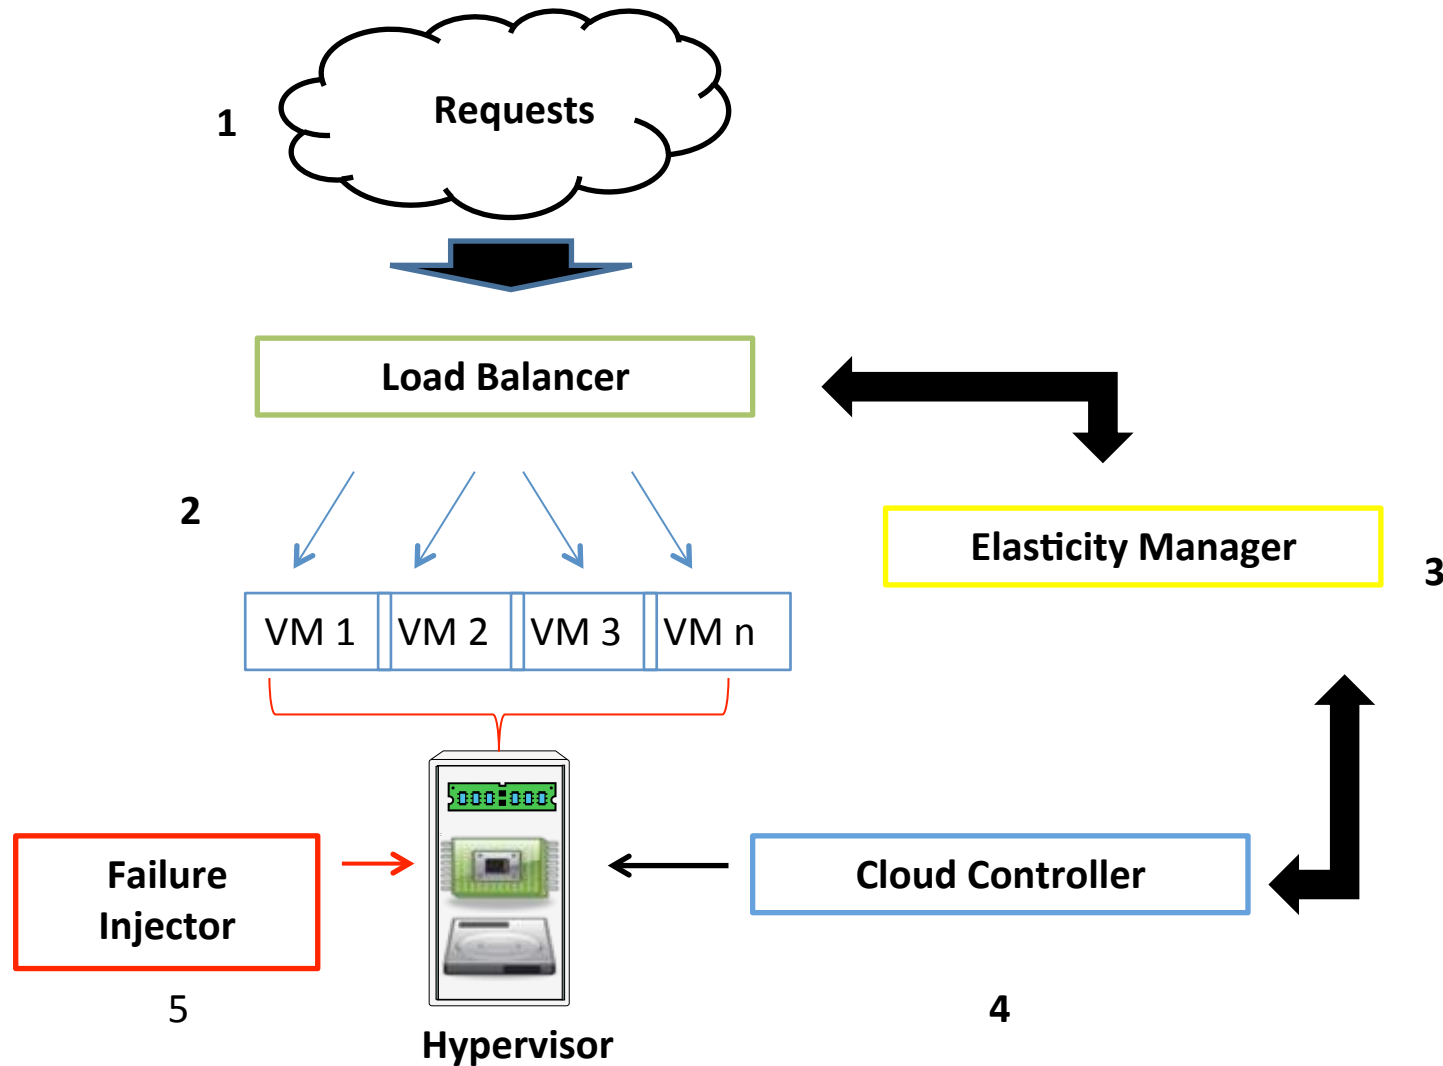 Requests
1
Load Balancer
2
Elasticity Manager
3
VM 1
VM 2
VM 3
VM n
Failure
Injector
Cloud Controller
5
4
Hypervisor